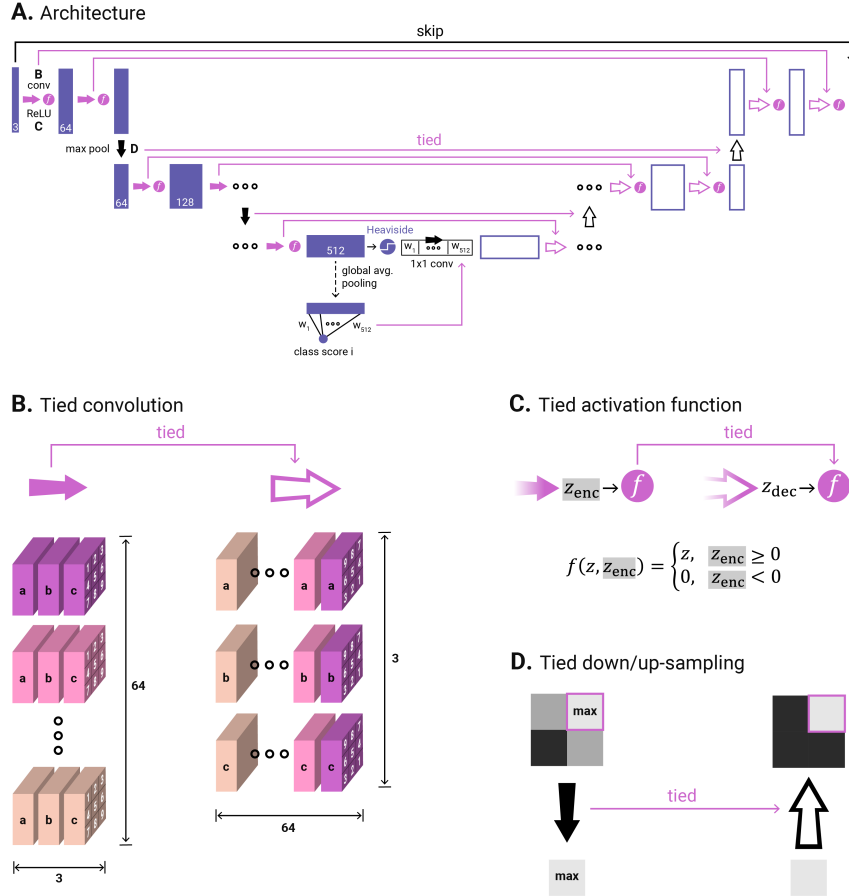 A. Architecture
skip
B
conv
ReLU
C
3
64
max pool
D
tied
64
128
Heaviside
512
w1
w512
1x1 conv
global avg.
pooling
w1
w512
class score i
B. Tied convolution
tied
a b c
a b c
a b c
64
3
a a a
b b b
c c c
3
64
C. Tied activation function
tied
f
zenc
f
zdec
f
f(z, zenc) = {z, zenc ≥ 0
0, zenc < 0
D. Tied down/up-sampling
max
tied
max